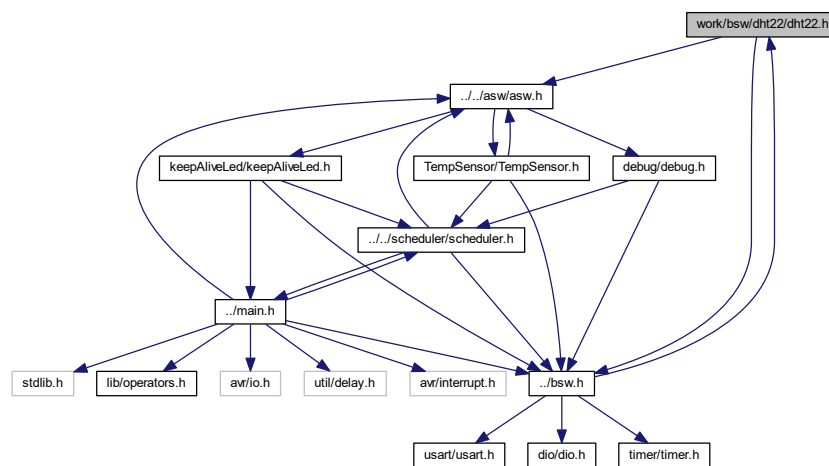 work/bsw/dht22/dht22.h
../../asw/asw.h
keepAliveLed/keepAliveLed.h
TempSensor/TempSensor.h
debug/debug.h
../../scheduler/scheduler.h
../main.h
stdlib.h
lib/operators.h
avr/io.h
util/delay.h
avr/interrupt.h
../bsw.h
usart/usart.h
dio/dio.h
timer/timer.h